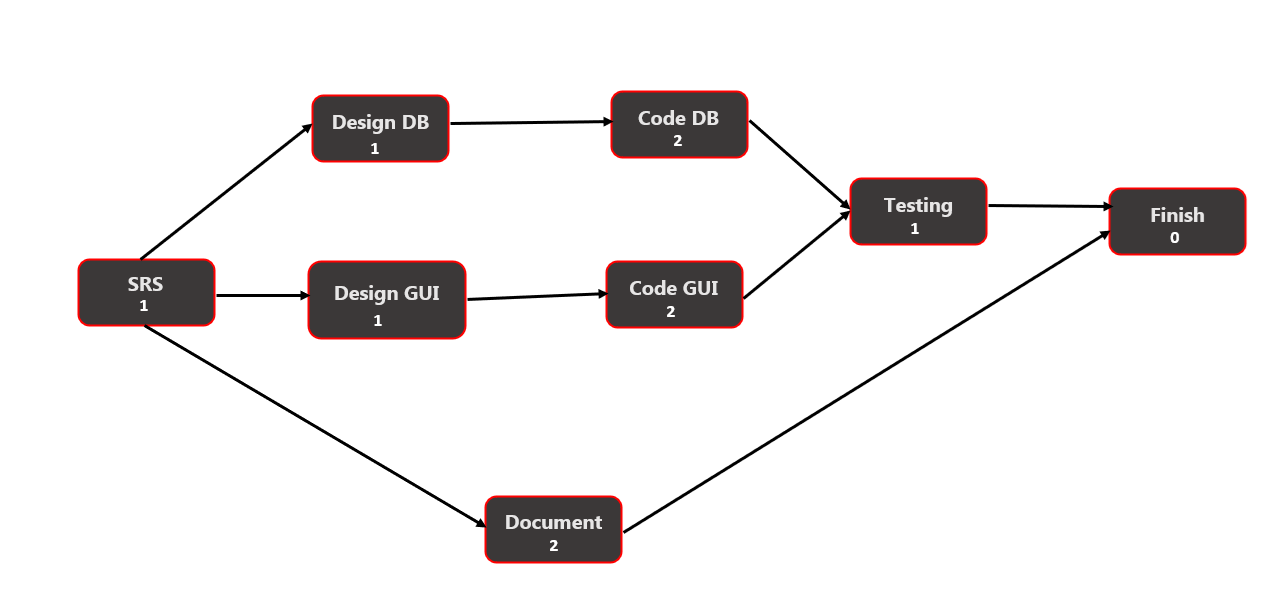 Design DB
1
Code DB
2
Testing
1
Finish
0
SRS
1
Design GUI
1
Code GUI
2
Document
2